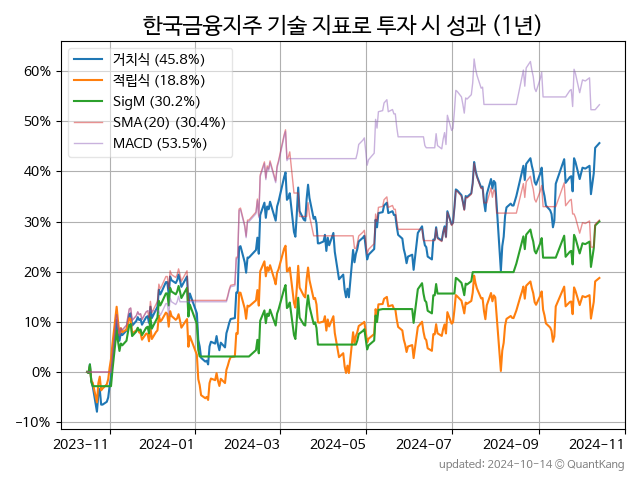 한국금융지주 기술 지표로 투자 시 성과 (1년)
거치식 (45.8%)
적립식 (18.8%)
SigM (30.2%)
SMA(20) (30.4%)
MACD (53.5%)
60%
50%
40%
30%
20%
10%
0%
−10%
2023-11 2024-01 2024-03 2024-05 2024-07 2024-09 2024-11
updated: 2024-10-14 © QuantKang